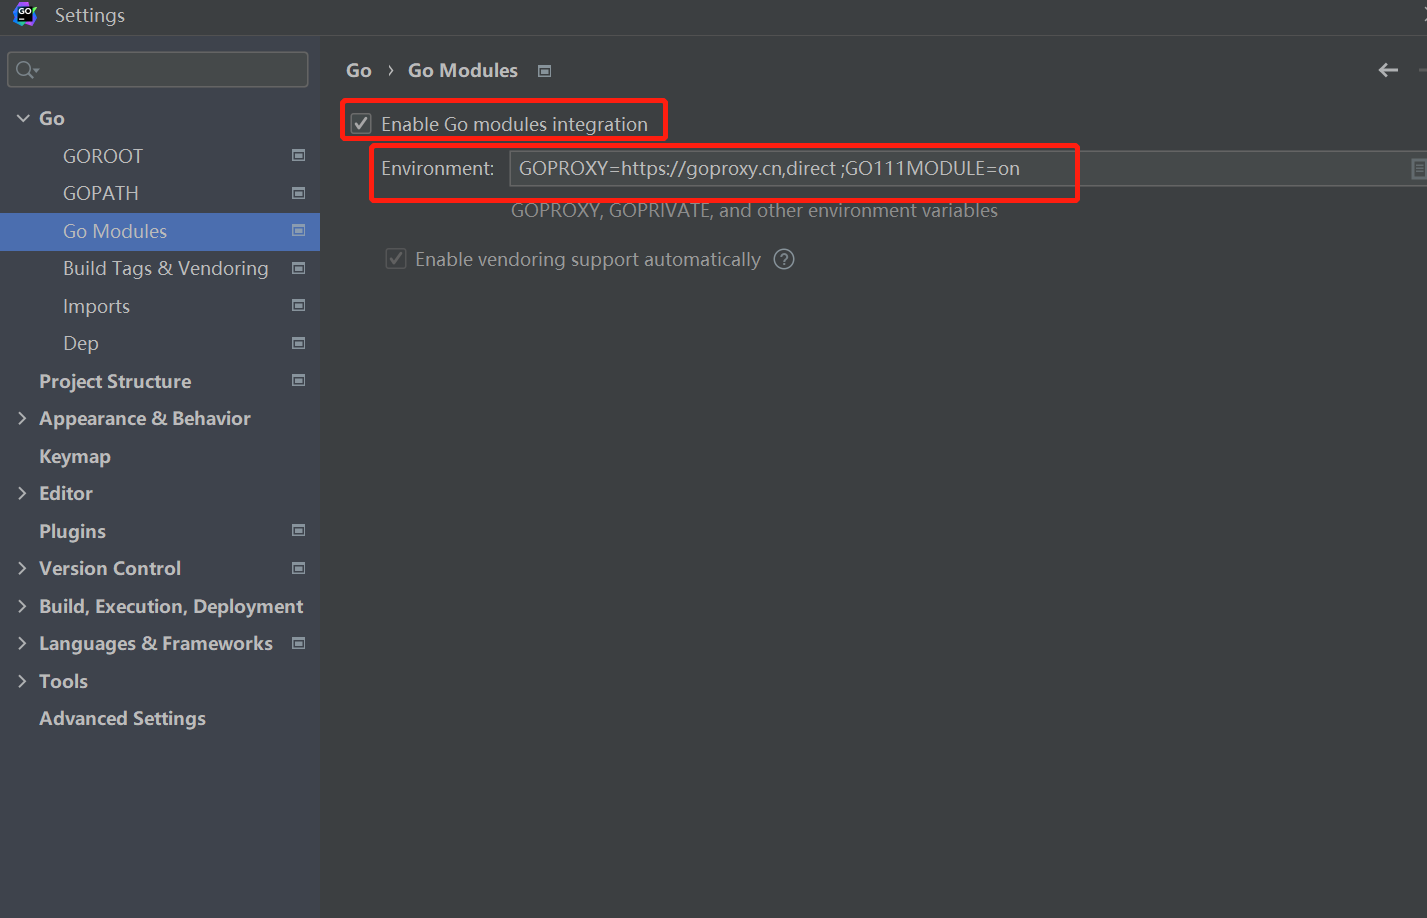 Settings
Go
GOROOT
GOPATH
Go Modules
Build Tags & Vendoring
Imports
Dep
Project Structure
Appearance & Behavior
Keymap
Editor
Plugins
Version Control
Build, Execution, Deployment
Languages & Frameworks
Tools
Advanced Settings
Go › Go Modules
Enable Go modules integration
Environment: GOPROXY=https://goproxy.cn,direct ;GO111MODULE=on
GOPROXY, GOPRIVATE, and other environment variables
Enable vendoring support automatically ?